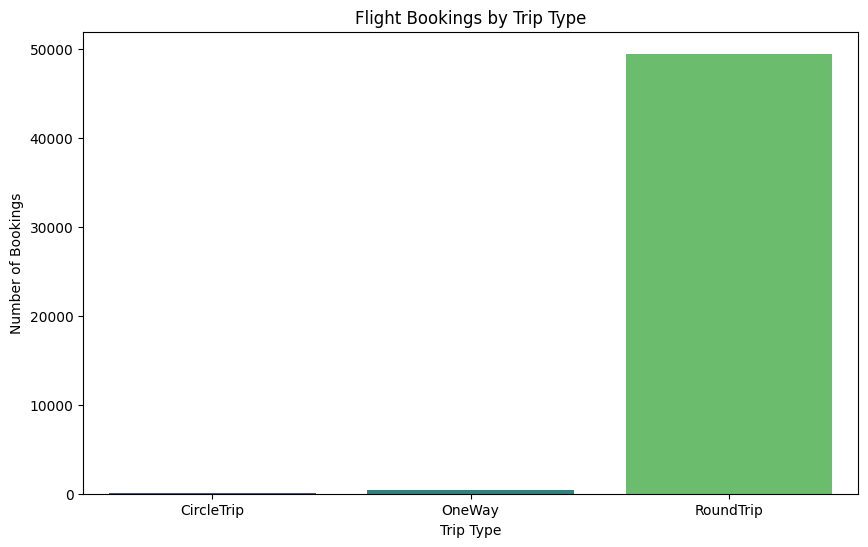 Flight Bookings by Trip Type
50000
40000
30000
20000
10000
0
Number of Bookings
CircleTrip
OneWay
RoundTrip
Trip Type